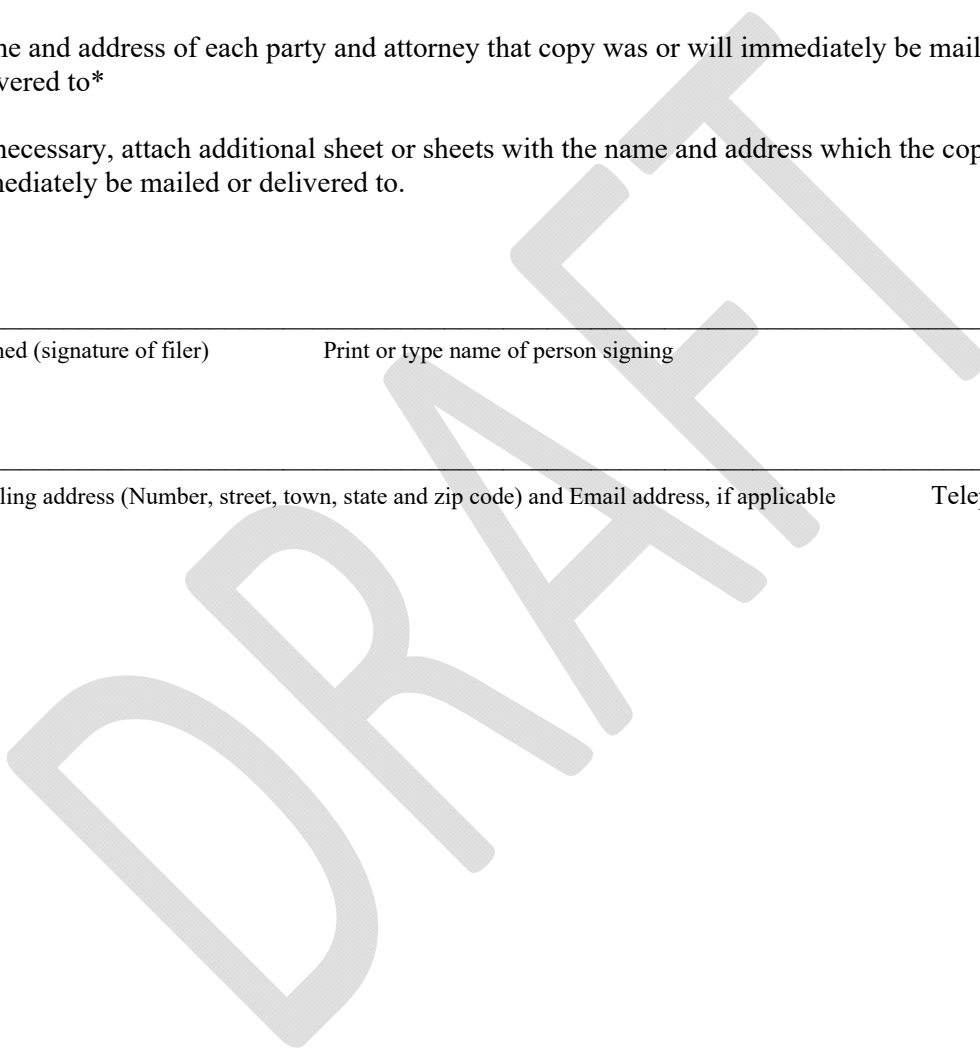 ne and address of each party and attorney that copy was or will immediately be mail
vered to*
necessary, attach additional sheet or sheets with the name and address which the cop
nediately be mailed or delivered to.
ned (signature of filer) Print or type name of person signing
ling address (Number, street, town, state and zip code) and Email address, if applicable Tele
DRAFT